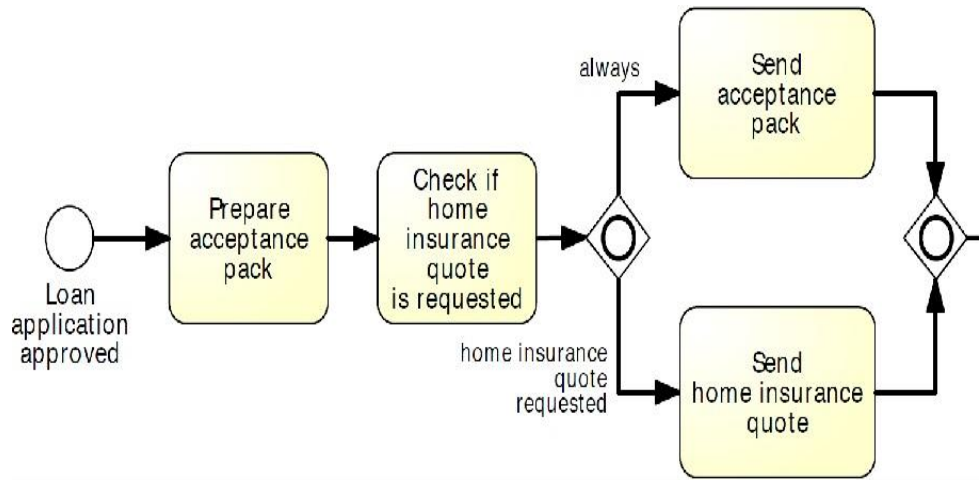 Loan
application
approved
Prepare
acceptance
pack
Check if
home
insurance
quote
is requested
always
Send
acceptance
pack
home insurance
quote
requested
Send
home insurance
quote